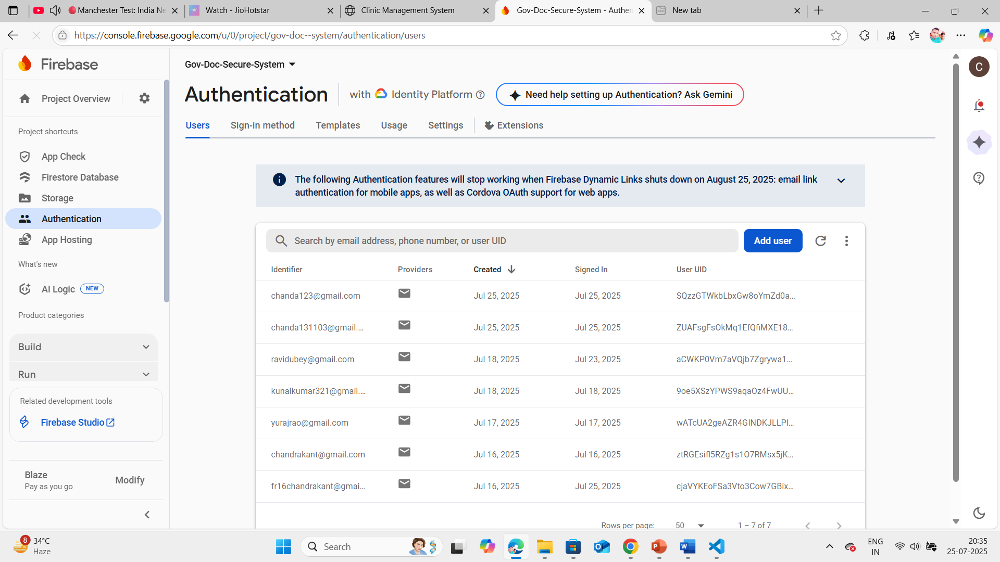 Manchester Test: India Ne
Watch - JioHotstar
Clinic Management System
Gov-Doc-Secure-System - Authen
New tab
https://console.firebase.google.com/u/0/project/gov-doc--system/authentication/users
Firebase
Project Overview
Project shortcuts
App Check
Firestore Database
Storage
Authentication
App Hosting
What's new
AI Logic NEW
Product categories
Build
Run
Related development tools
Firebase Studio
Blaze
Pay as you go
Modify
Gov-Doc-Secure-System
Authentication with Identity Platform
Need help setting up Authentication? Ask Gemini
Users Sign-in method Templates Usage Settings Extensions
The following Authentication features will stop working when Firebase Dynamic Links shuts down on August 25, 2025: email link
authentication for mobile apps, as well as Cordova OAuth support for web apps.
Search by email address, phone number, or user UID
Add user
Identifier Providers Created Signed In User UID
chanda123@gmail.com Jul 25, 2025 Jul 25, 2025 SQzzGTWkbLbxGw8oYmZd0a...
chanda131103@gmail.... Jul 25, 2025 Jul 25, 2025 ZUAFsgFsOkMq1EfQfiMXE18...
ravidubey@gmail.com Jul 18, 2025 Jul 23, 2025 aCWKP0Vm7aVQjb7Zgrywa1...
kunalkumar321@gmail.... Jul 18, 2025 Jul 18, 2025 9oe5XSzYPWS9aqaOz4FwUU...
yurajrao@gmail.com Jul 17, 2025 Jul 17, 2025 wATcUA2geAZR4GINDKJLLPI...
chandrakant@gmail.com Jul 16, 2025 Jul 16, 2025 ztRGEsifl5RZg1s1O7RMsx5jK...
fr16chandrakant@gmai... Jul 16, 2025 Jul 25, 2025 cjaVYKEoFSa3Vto3Cow7GBix...
Rows per page: 50 1 – 7 of 7
C
8
34°C
Haze
Search
ENG
IN
20:35
25-07-2025